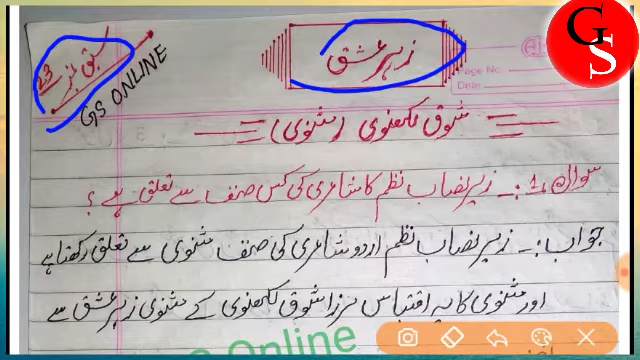 GS
سبق نمبر 23
GS ONLINE
زہرِ عشق
Page No:
Date:
شوق لکھنوی (مثنوی)
سوال 1:۔ زیر نصاب نظم کا شاعری کی کس صنف سے تعلق ہے؟
جواب:۔ زیر نصاب نظم اردو شاعری کی صنف مثنوی سے تعلق رکھتا ہے
اور مثنوی کا یہ اقتباس مرزا شوق لکھنوی کے مثنوی زہرِ عشق سے
Online